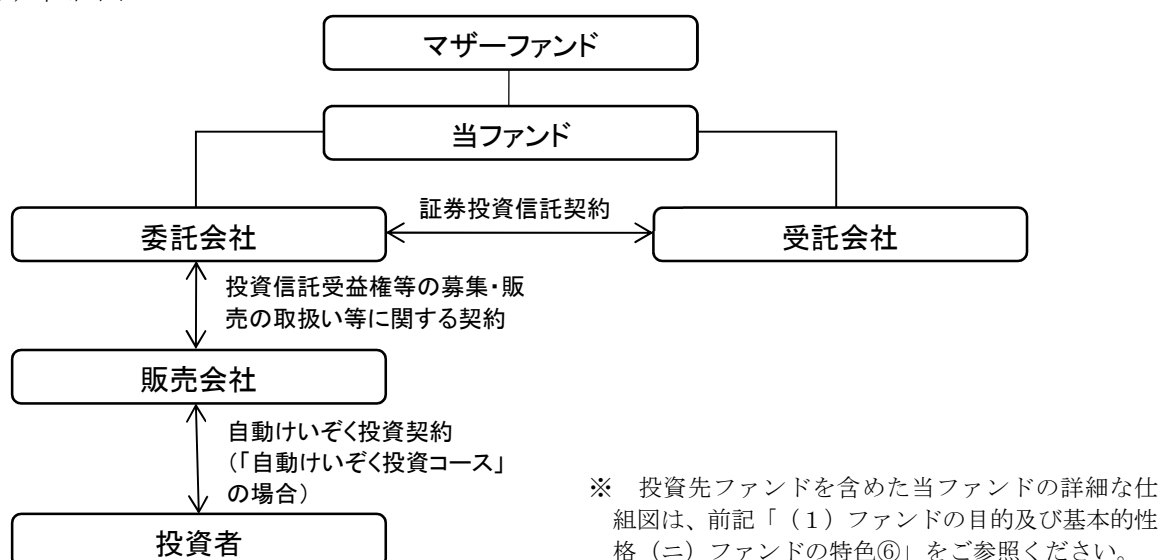 マザーファンド
当ファンド
証券投資信託契約
委託会社
受託会社
投資信託受益権等の募集・販
売の取扱い等に関する契約
販売会社
自動けいぞく投資契約
(「自動けいぞく投資コース」
の場合)
投資者
※　投資先ファンドを含めた当ファンドの詳細な仕
組図は、前記「（１）ファンドの目的及び基本的性
格（ニ）ファンドの特色⑥」をご参照ください。